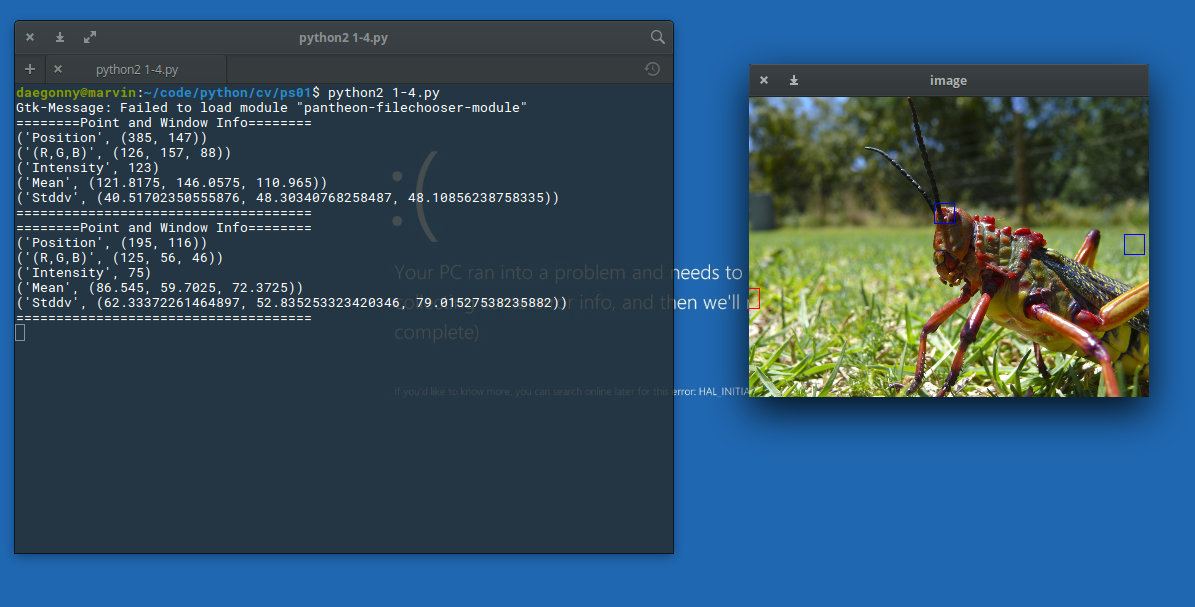 python2 1-4.py
python2 1-4.py
daegonny@marvin:~/code/python/cv/ps01$ python2 1-4.py
Gtk-Message: Failed to load module "pantheon-filechooser-module"
========Point and Window Info========
('Position', (385, 147))
('(R,G,B)', (126, 157, 88))
('Intensity', 123)
('Mean', (121.8175, 146.0575, 110.965))
('Stddv', (40.51702350555876, 48.30340768258487, 48.10856238758335))
=====================================
========Point and Window Info========
('Position', (195, 116))
('(R,G,B)', (125, 56, 46))
('Intensity', 75)
('Mean', (86.545, 59.7025, 72.3725))
('Stddv', (62.33372261464897, 52.835253323420346, 79.01527538235882))
=====================================
:(
Your PC ran into a problem and needs to
error info, and then we'll
complete)
If you'd like to know more, you can search online later for this error: HAL_INITIA
image